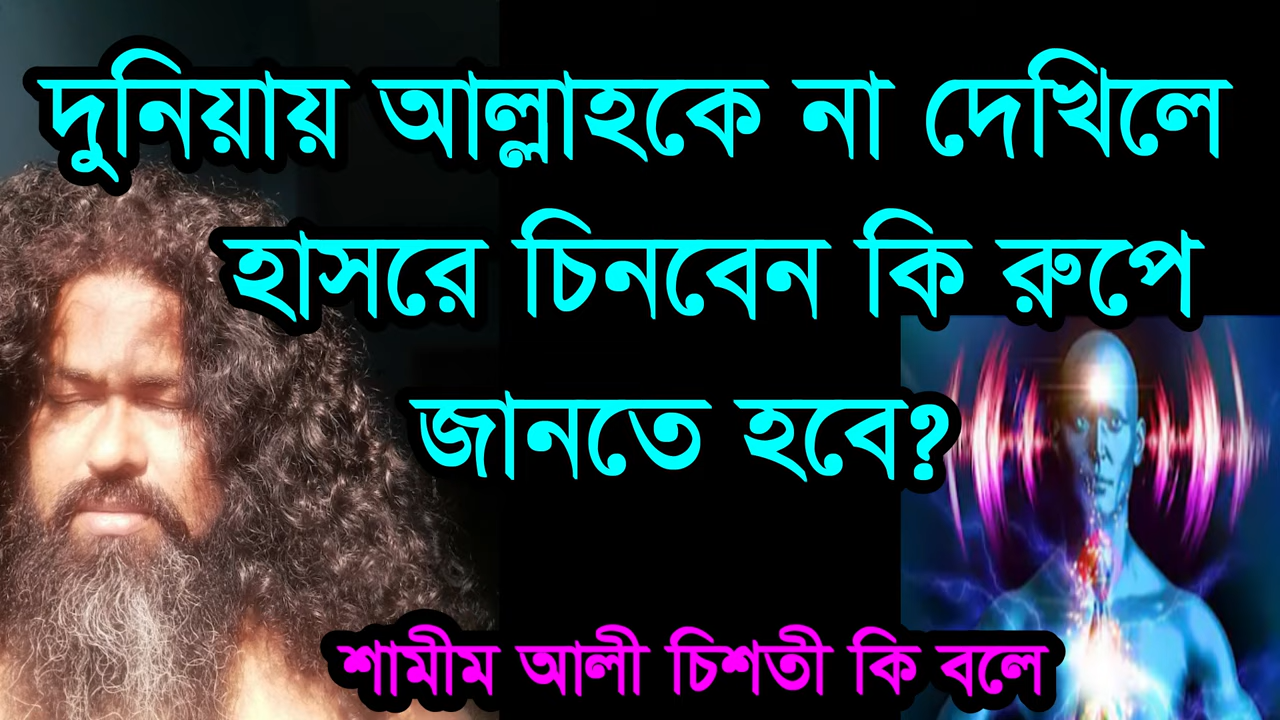 দুনিয়ায় আল্লাহকে না দেখিলে
হাসরে চিনবেন কি রুপে
জানতে হবে?
শামীম আলী চিশতী কি বলে